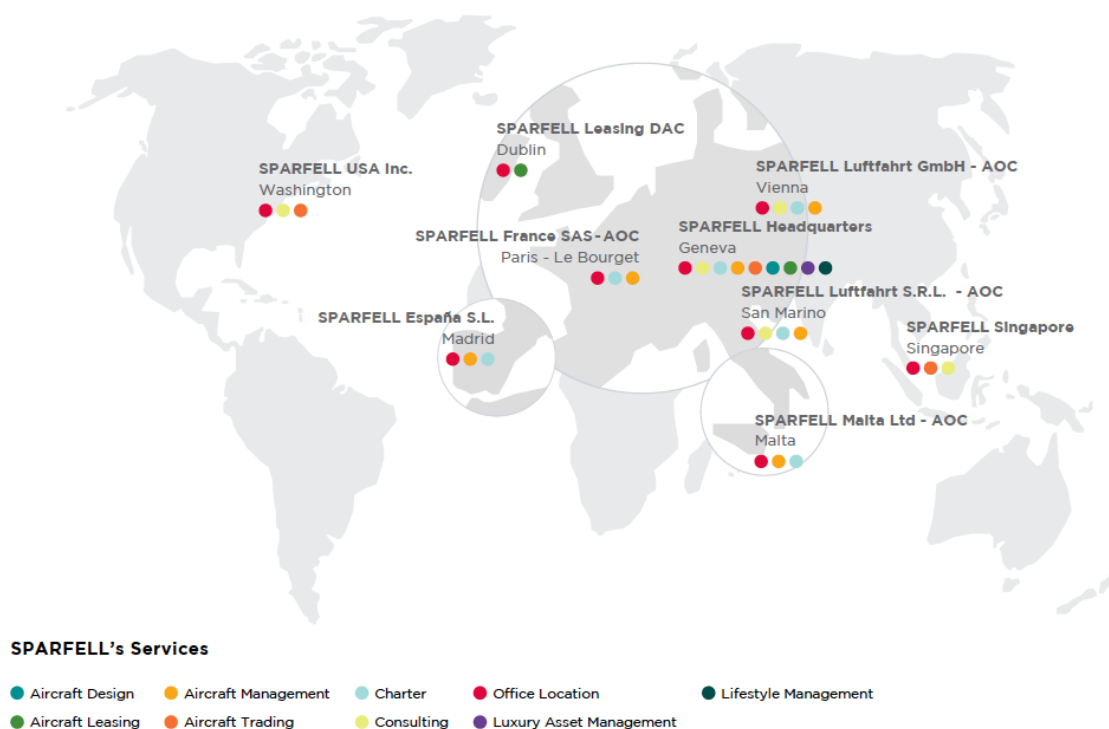 SPARFELL Leasing DAC
Dublin
SPARFELL USA Inc.
Washington
SPARFELL Luftfahrt GmbH - AOC
Vienna
SPARFELL France SAS - AOC
Paris - Le Bourget
SPARFELL Headquarters
Geneva
SPARFELL España S.L.
Madrid
SPARFELL Luftfahrt S.R.L. - AOC
San Marino
SPARFELL Singapore
Singapore
SPARFELL Malta Ltd - AOC
Malta
SPARFELL's Services
Aircraft Design
Aircraft Management
Charter
Office Location
Lifestyle Management
Aircraft Leasing
Aircraft Trading
Consulting
Luxury Asset Management